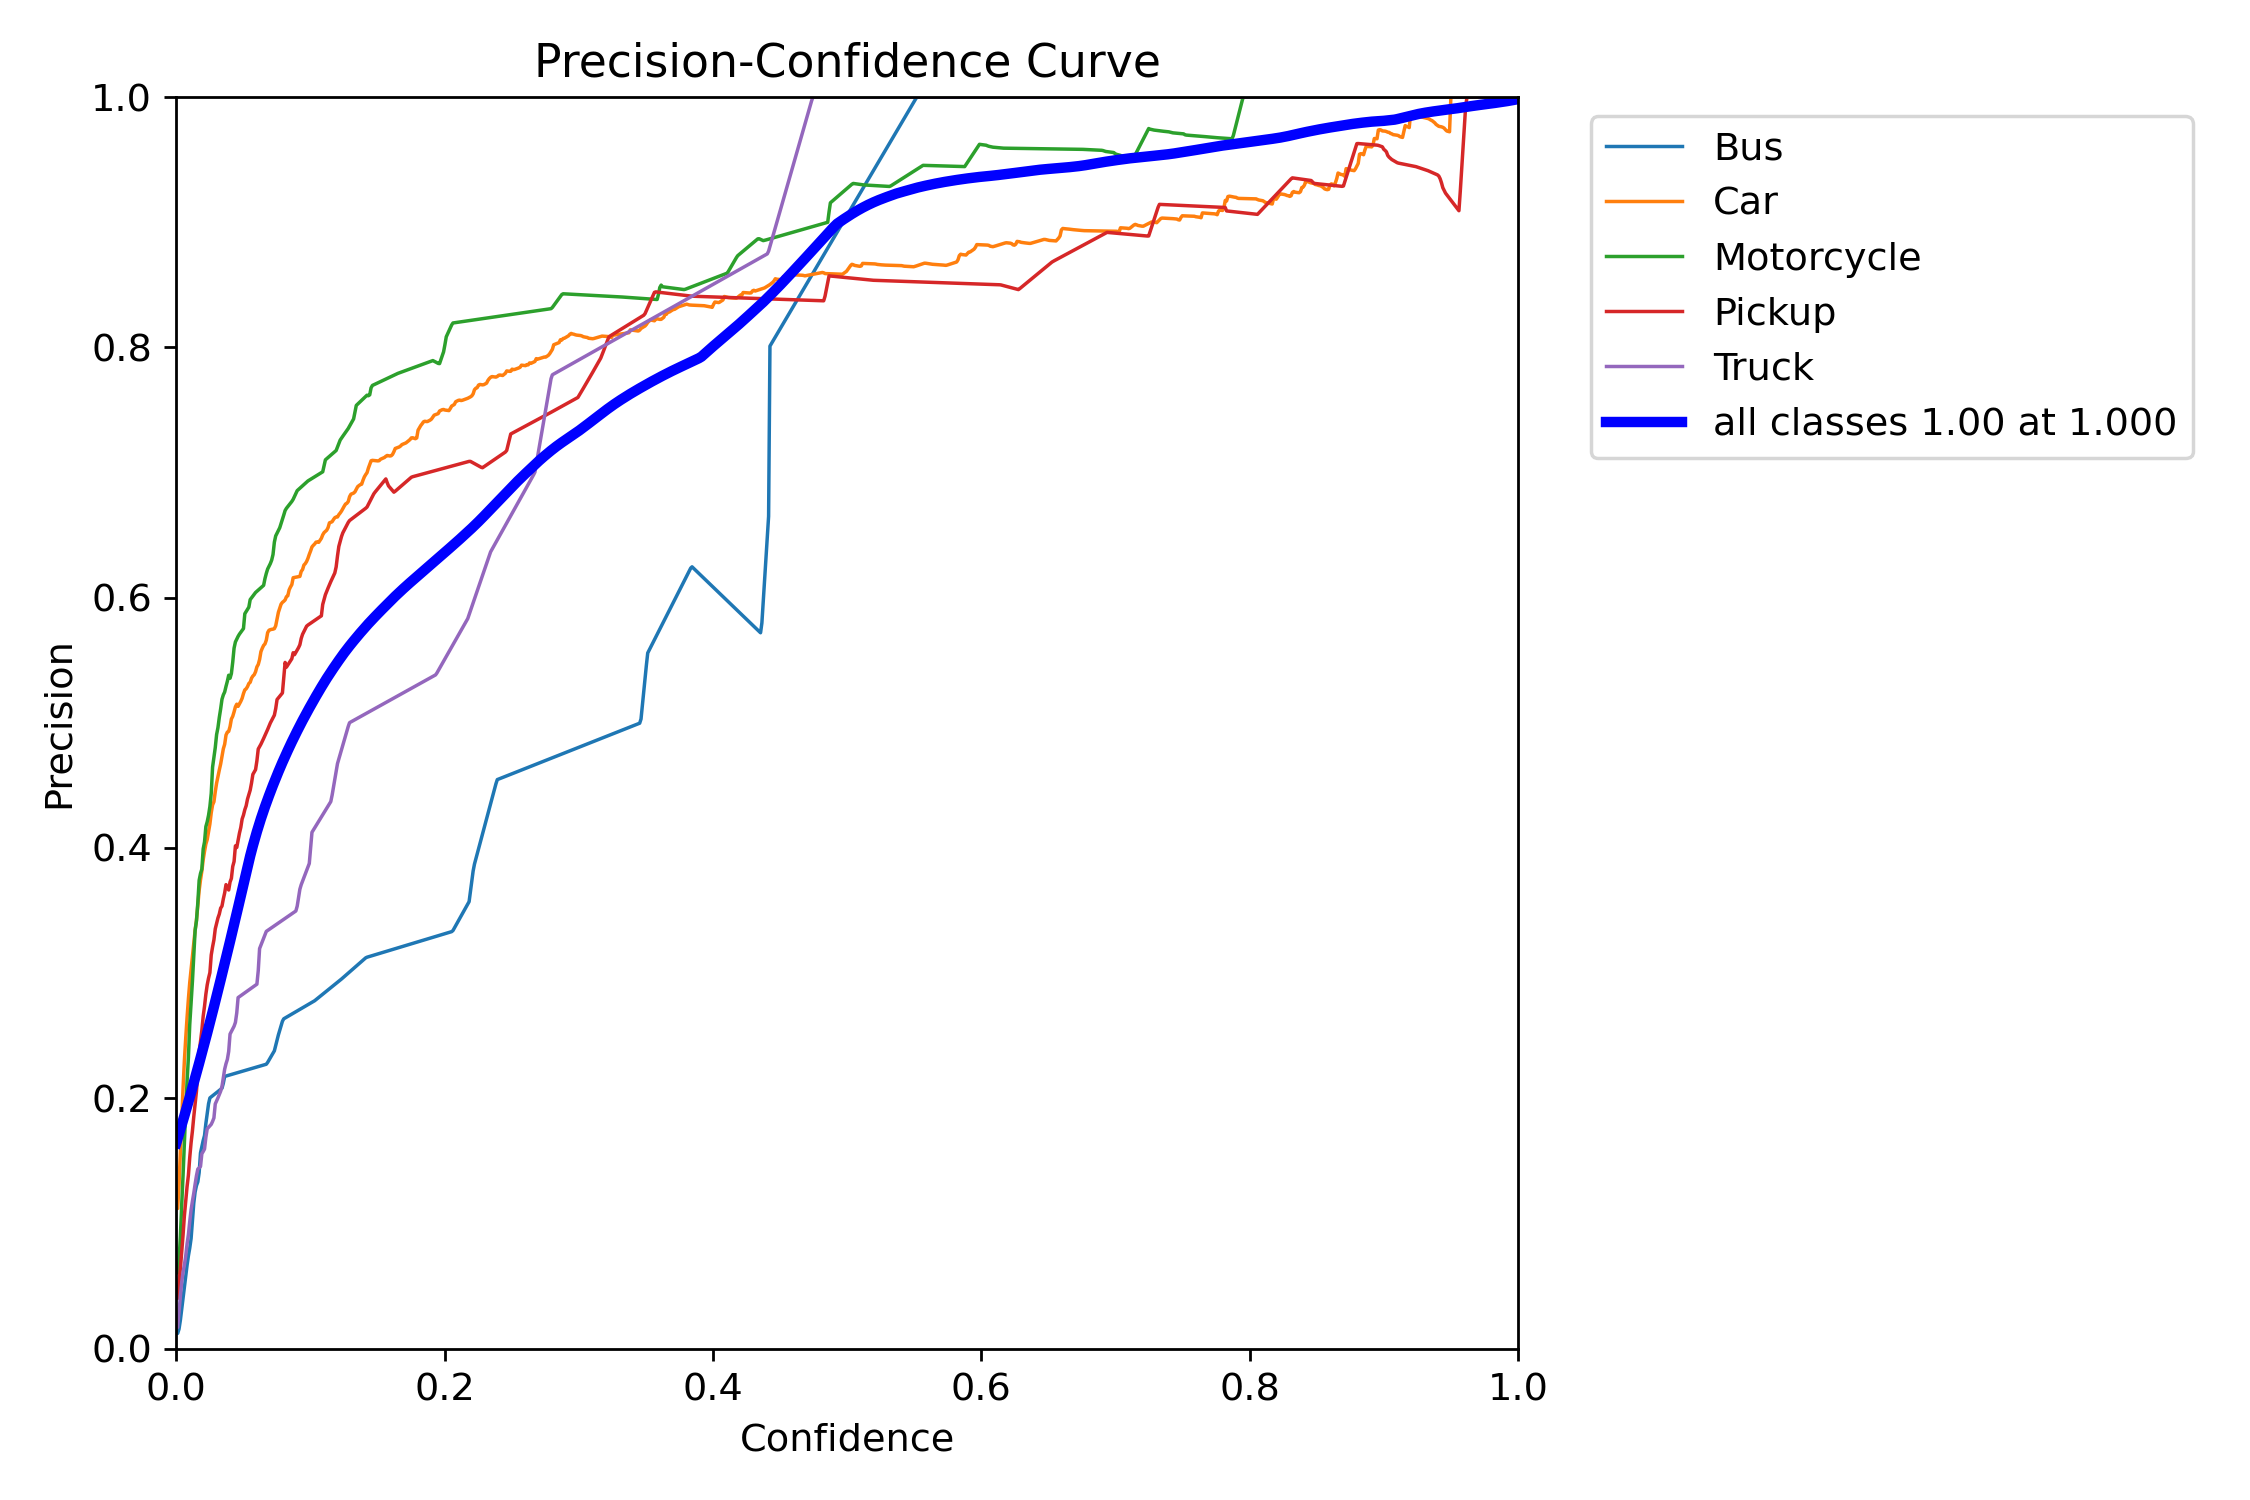 Precision-Confidence Curve
1.0
0.8
0.6
0.4
0.2
0.0
Precision
0.0 0.2 0.4 0.6 0.8 1.0
Confidence
Bus
Car
Motorcycle
Pickup
Truck
all classes 1.00 at 1.000